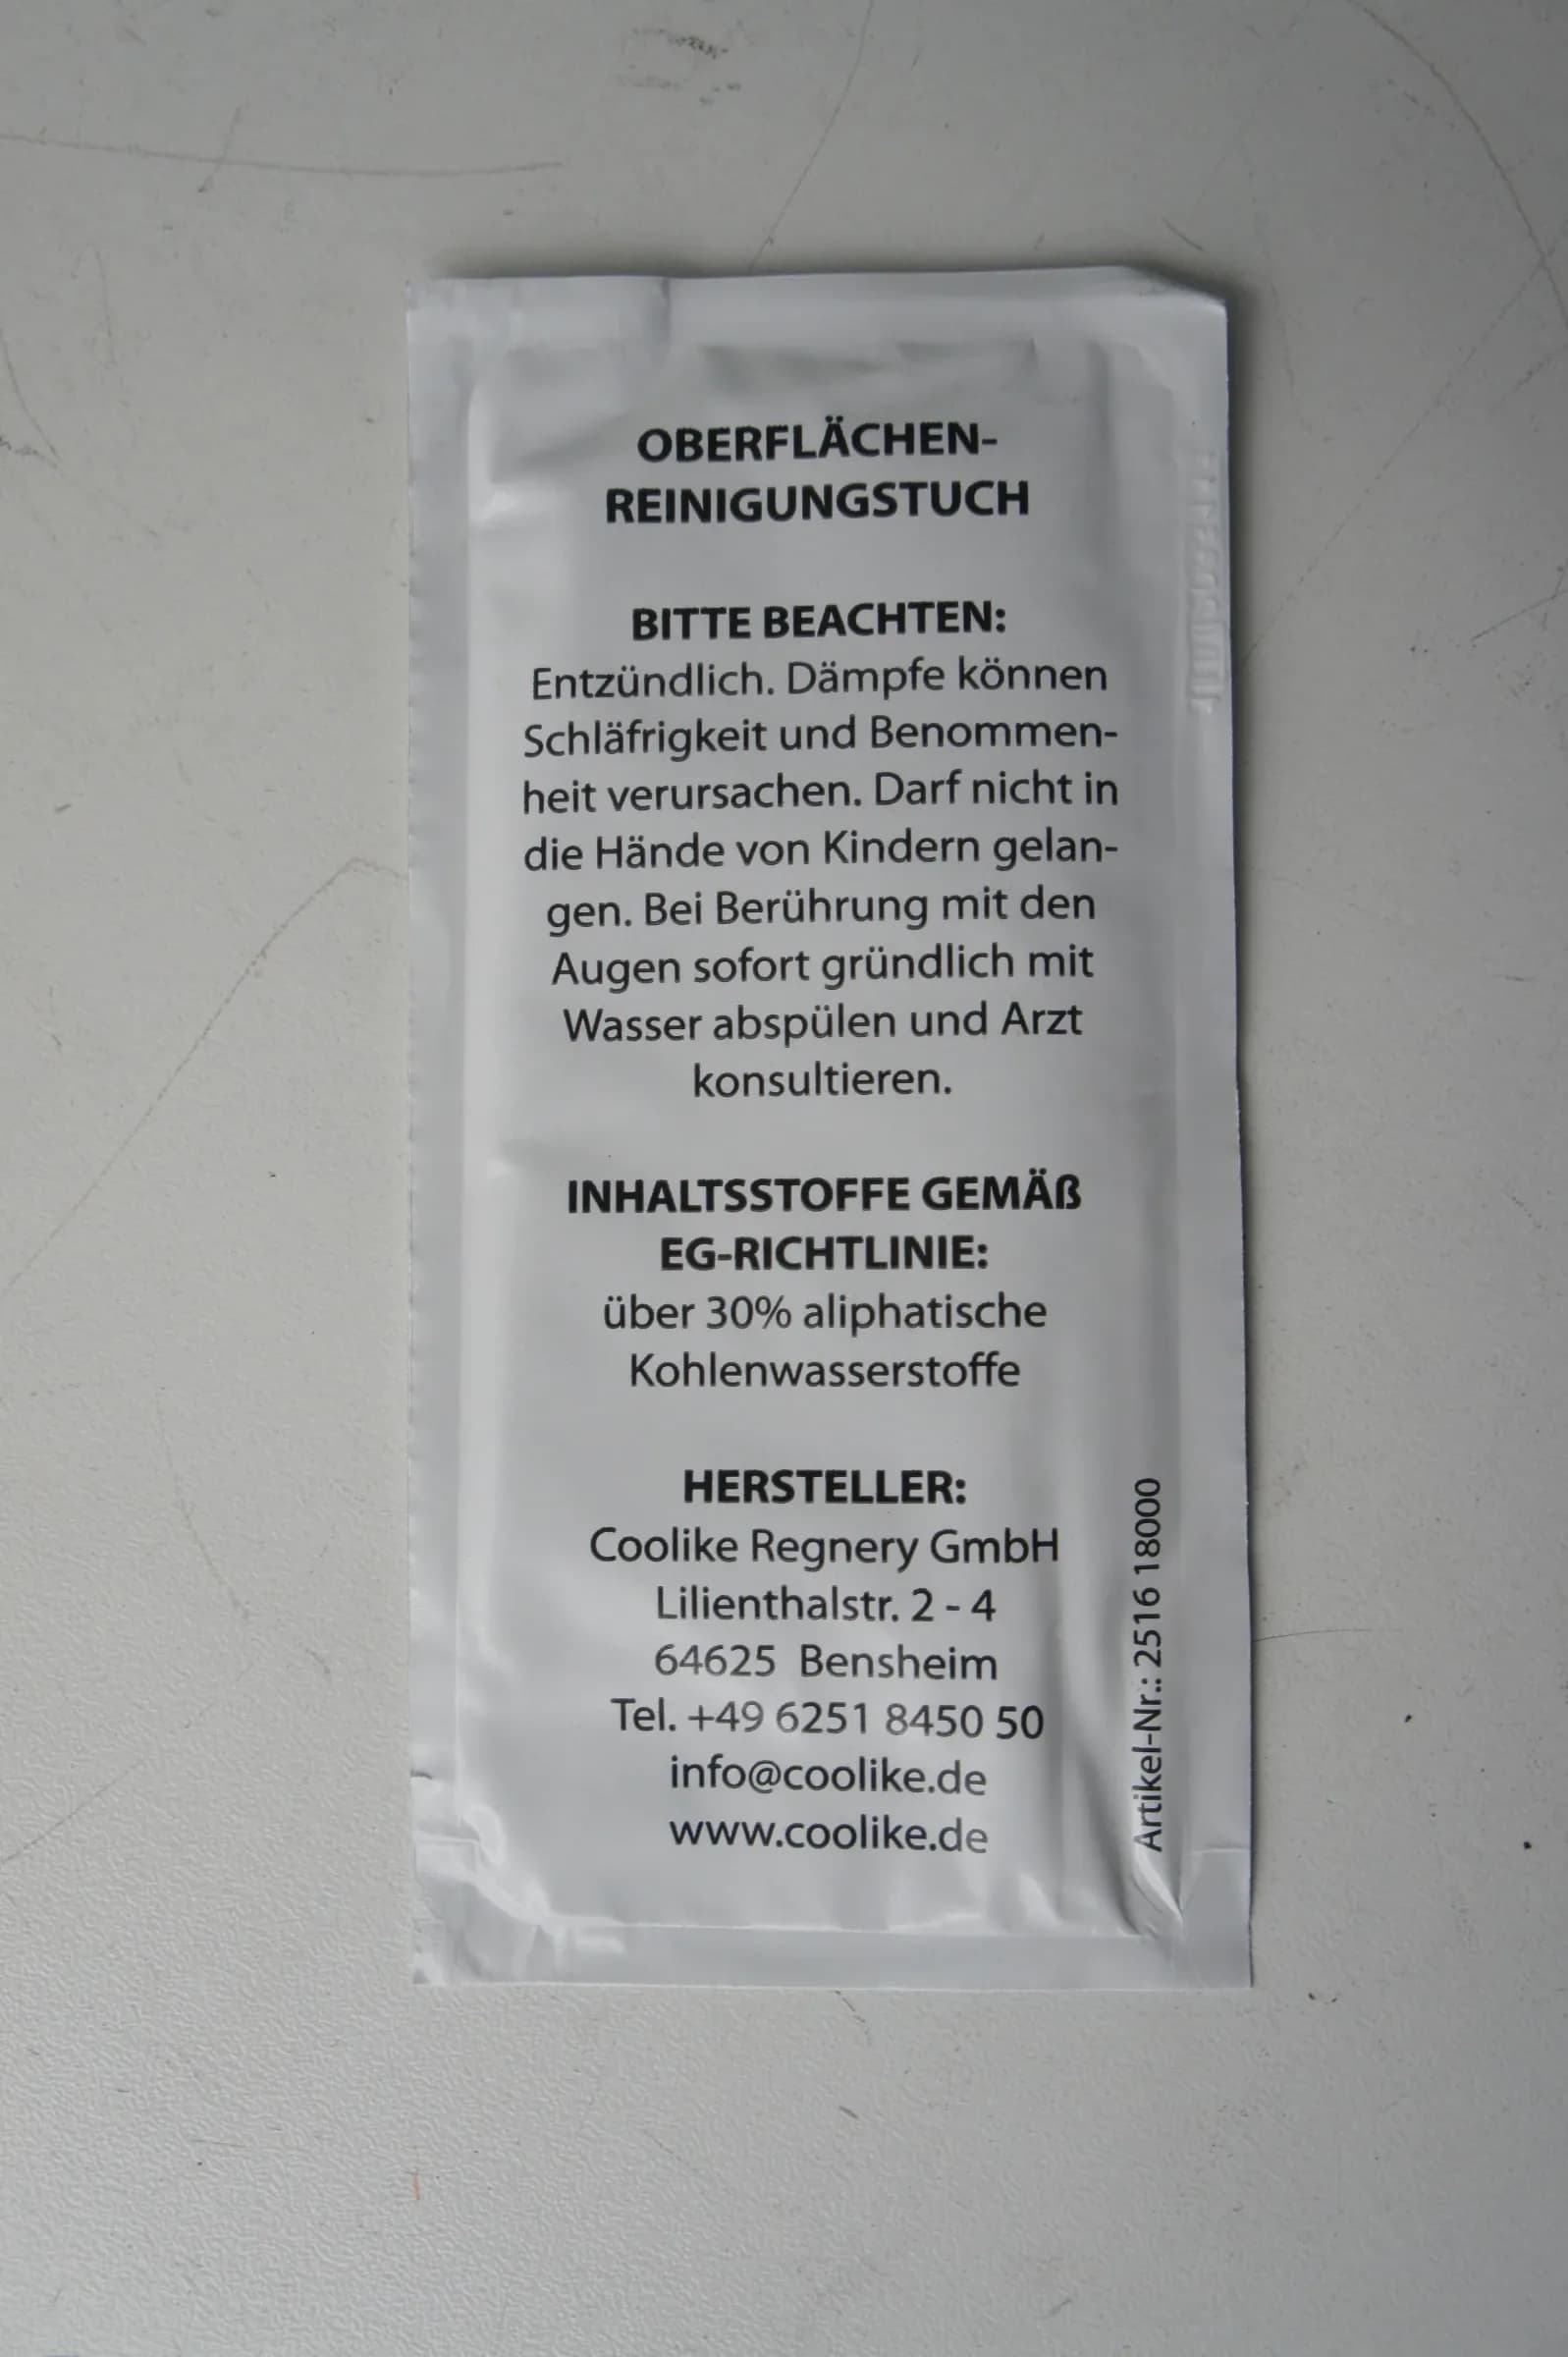 OBERFLÄCHEN-
REINIGUNGSTUCH
BITTE BEACHTEN:
Entzündlich. Dämpfe können
Schläfrigkeit und Benommen-
heit verursachen. Darf nicht in
die Hände von Kindern gelan-
gen. Bei Berührung mit den
Augen sofort gründlich mit
Wasser abspülen und Arzt
konsultieren.
INHALTSSTOFFE GEMÄß
EG-RICHTLINIE:
über 30% aliphatische
Kohlenwasserstoffe
HERSTELLER:
Coolike Regnery GmbH
Lilienthalstr. 2 - 4
64625 Bensheim
Tel. +49 6251 8450 50
info@coolike.de
www.coolike.de
Artikel-Nr.: 2516 18000